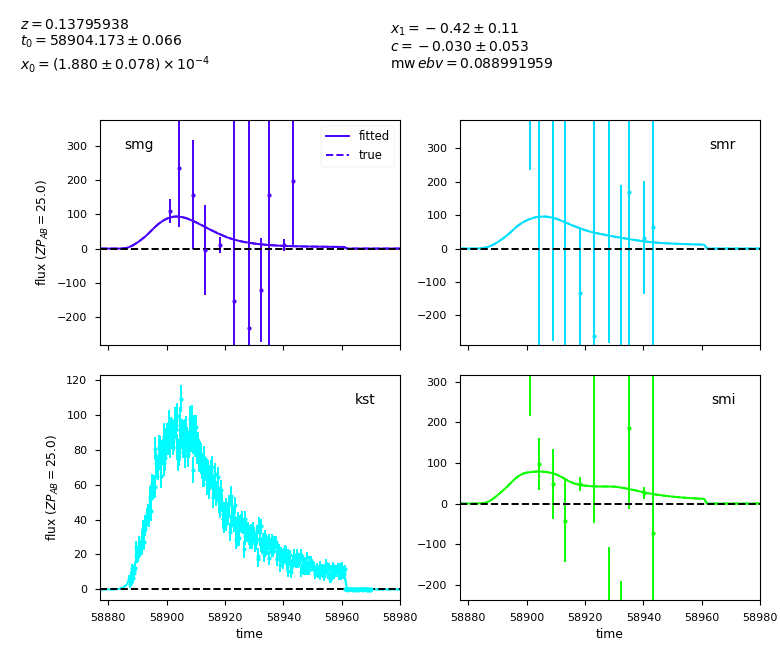 z = 0.13795938
t₀ = 58904.173 ± 0.066
x₀ = (1.880 ± 0.078) × 10⁻⁴
x₁ = −0.42 ± 0.11
c = −0.030 ± 0.053
mw ebv = 0.088991959
smg
fitted
true
300
200
100
0
−100
−200
flux (ZP_AB = 25.0)
smr
300
200
100
0
−100
−200
kst
120
100
80
60
40
20
0
flux (ZP_AB = 25.0)
58880 58900 58920 58940 58960 58980
time
smi
300
200
100
0
−100
−200
58880 58900 58920 58940 58960 58980
time